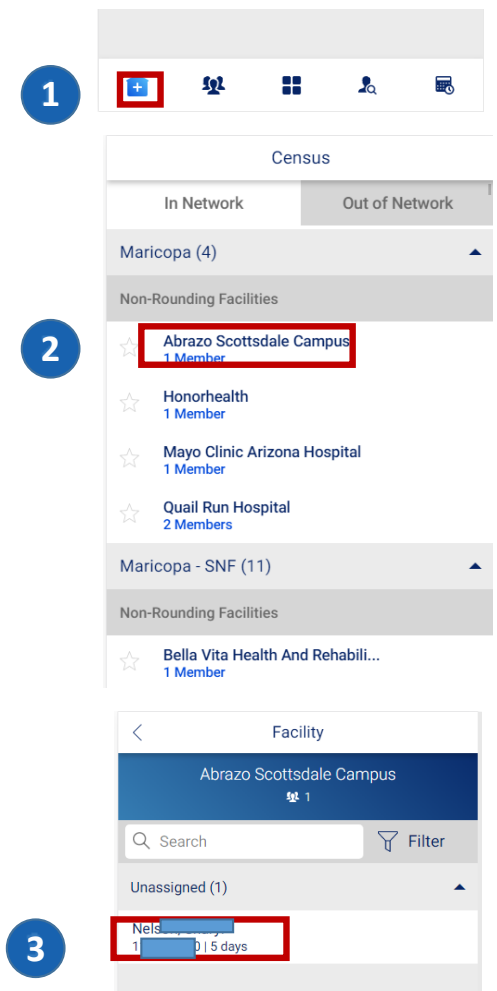 1
Census
In Network Out of Network
Maricopa (4)
Non-Rounding Facilities
2
Abrazo Scottsdale Campus
1 Member
Honorhealth
1 Member
Mayo Clinic Arizona Hospital
1 Member
Quail Run Hospital
2 Members
Maricopa - SNF (11)
Non-Rounding Facilities
Bella Vita Health And Rehabili...
1 Member
Facility
Abrazo Scottsdale Campus
1
Search Filter
Unassigned (1)
3
| 5 days